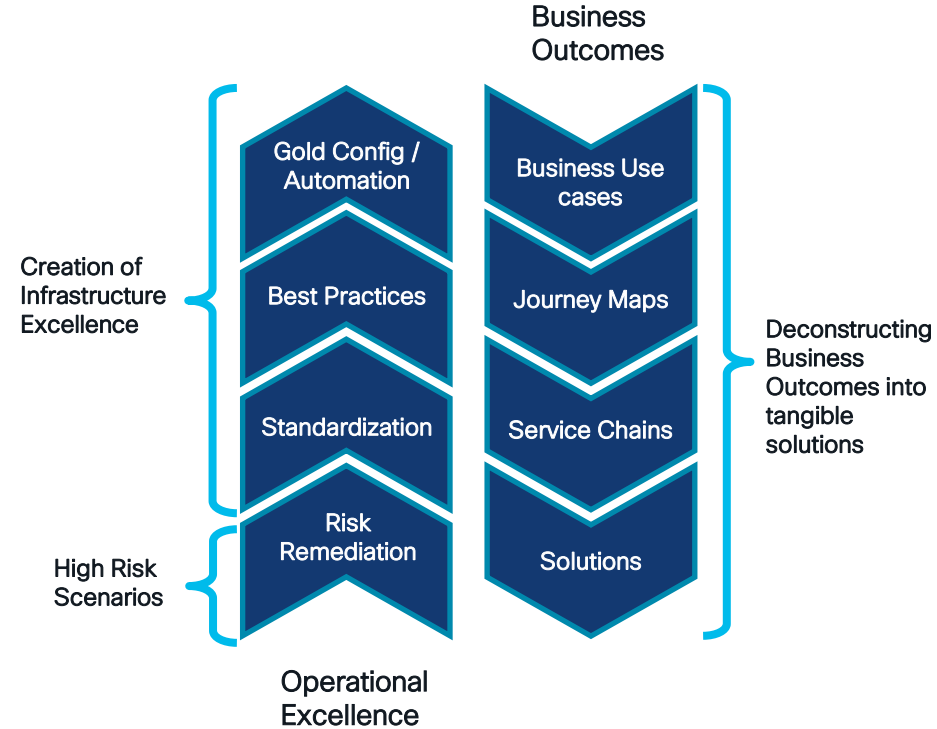 Business
Outcomes
Gold Config /
Automation
Best Practices
Standardization
Risk
Remediation
Business Use
cases
Journey Maps
Service Chains
Solutions
Creation of
Infrastructure
Excellence
High Risk
Scenarios
Deconstructing
Business
Outcomes into
tangible
solutions
Operational
Excellence